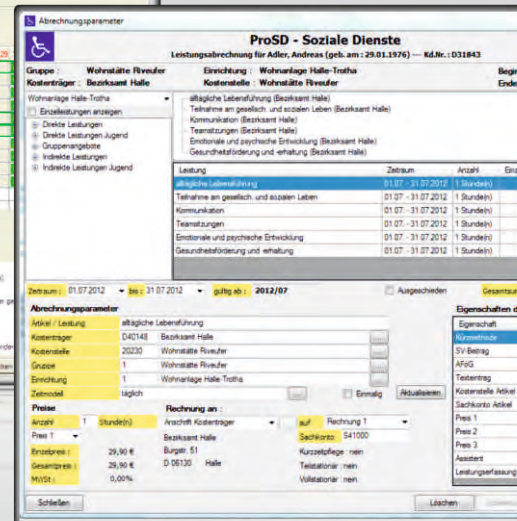 Abrechnungsparameter
ProSD - Soziale Dienste
Leistungsabrechnung für Adler, Andreas (geb. am : 29.01.1976) — Kd.Nr. : D31843
Gruppe : Wohnstätte Riveufer Einrichtung : Wohnanlage Halle-Trotha Begin
Kostenträger : Bezirksamt Halle Kostenstelle : Wohnstätte Riveufer Ende
Wohnanlage Halle-Trotha
Einzelleistungen anzeigen
Direkte Leistungen
Direkte Leistungen Jugend
Gruppenangebote
Indirekte Leistungen
Indirekte Leistungen Jugend
alltägliche Lebensführung (Bezirksamt Halle)
Teilnahme am gesellsch. und sozialen Leben (Bezirksamt Halle)
Kommunikation (Bezirksamt Halle)
Teamsitzungen (Bezirksamt Halle)
Emotionale und psychische Entwicklung (Bezirksamt Halle)
Gesundheitsförderung und -erhaltung (Bezirksamt Halle)
Leistung Zeitraum Anzahl Einz
alltägliche Lebensführung 01.07. - 31.07.2012 1 Stunde(n)
Teilnahme am gesellsch. und sozialen Leben 01.07. - 31.07.2012 1 Stunde(n)
Kommunikation 01.07. - 31.07.2012 1 Stunde(n)
Teamsitzungen 01.07. - 31.07.2012 1 Stunde(n)
Emotionale und psychische Entwicklung 01.07. - 31.07.2012 1 Stunde(n)
Gesundheitsförderung und -erhaltung 01.07. - 31.07.2012 1 Stunde(n)
Zeitraum : 01.07.2012 bis : 31.07.2012 gültig ab : 2012/07 Ausgeschieden Gesamtsum
Abrechnungsparameter
Artikel / Leistung alltägliche Lebensführung
Kostenträger D40148 Bezirksamt Halle
Kostenstelle 20230 Wohnstätte Riveufer
Gruppe 1 Wohnstätte Riveufer
Einrichtung 1 Wohnanlage Halle-Trotha
Zeitmodell täglich ... Einmalig Aktualisieren
Preise Rechnung an :
Anzahl 1 Stunde(n) Anschrift Kostenträger auf Rechnung 1
Preis 1 Bezirksamt Halle Sachkonto 541000
Einzelpreis : 29,90 € Burgstr. 51 Kurzzeitpflege : nein
Gesamtpreis : 29,90 € D-06130 Halle Teilstationär : nein
MWSt : 0,00% Vollstationär : nein
Eigenschaften d
Eigenschaft
Kürzmethode
SV-Beitrag
AFöG
Texteintrag
Kostenstelle Artikel
Sachkonto Artikel
Preis 1
Preis 2
Preis 3
Assistent
Leistungserfassung
Schließen Löschen